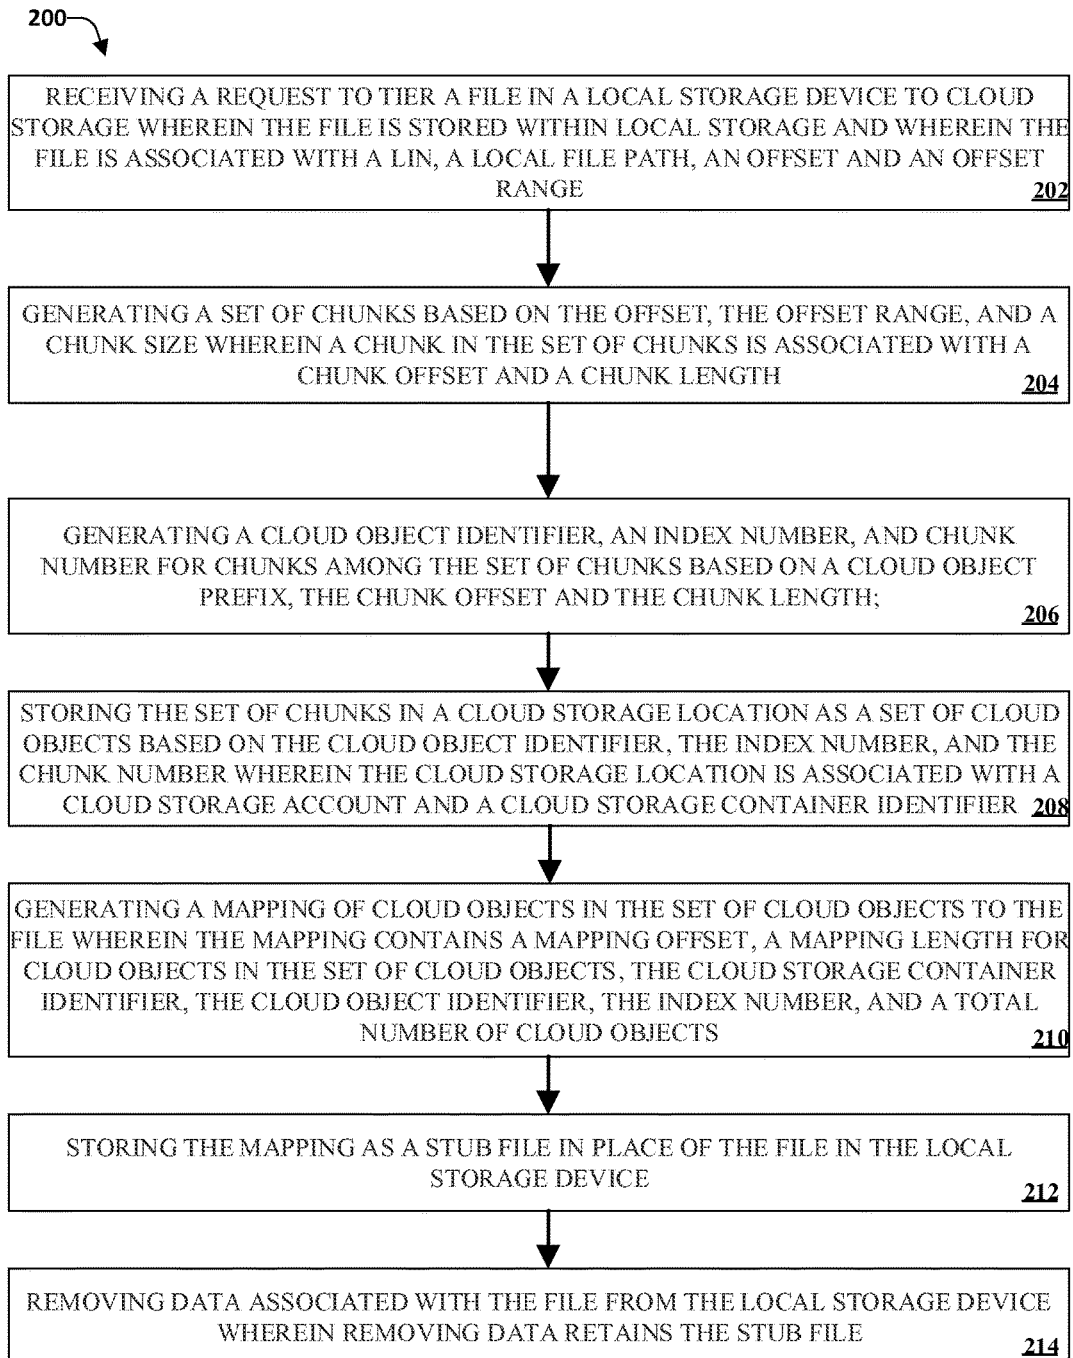 200
RECEIVING A REQUEST TO TIER A FILE IN A LOCAL STORAGE DEVICE TO CLOUD
STORAGE WHEREIN THE FILE IS STORED WITHIN LOCAL STORAGE AND WHEREIN THE
FILE IS ASSOCIATED WITH A LIN, A LOCAL FILE PATH, AN OFFSET AND AN OFFSET
RANGE
202
GENERATING A SET OF CHUNKS BASED ON THE OFFSET, THE OFFSET RANGE, AND A
CHUNK SIZE WHEREIN A CHUNK IN THE SET OF CHUNKS IS ASSOCIATED WITH A
CHUNK OFFSET AND A CHUNK LENGTH
204
GENERATING A CLOUD OBJECT IDENTIFIER, AN INDEX NUMBER, AND CHUNK
NUMBER FOR CHUNKS AMONG THE SET OF CHUNKS BASED ON A CLOUD OBJECT
PREFIX, THE CHUNK OFFSET AND THE CHUNK LENGTH;
206
STORING THE SET OF CHUNKS IN A CLOUD STORAGE LOCATION AS A SET OF CLOUD
OBJECTS BASED ON THE CLOUD OBJECT IDENTIFIER, THE INDEX NUMBER, AND THE
CHUNK NUMBER WHEREIN THE CLOUD STORAGE LOCATION IS ASSOCIATED WITH A
CLOUD STORAGE ACCOUNT AND A CLOUD STORAGE CONTAINER IDENTIFIER 208
GENERATING A MAPPING OF CLOUD OBJECTS IN THE SET OF CLOUD OBJECTS TO THE
FILE WHEREIN THE MAPPING CONTAINS A MAPPING OFFSET, A MAPPING LENGTH FOR
CLOUD OBJECTS IN THE SET OF CLOUD OBJECTS, THE CLOUD STORAGE CONTAINER
IDENTIFIER, THE CLOUD OBJECT IDENTIFIER, THE INDEX NUMBER, AND A TOTAL
NUMBER OF CLOUD OBJECTS
210
STORING THE MAPPING AS A STUB FILE IN PLACE OF THE FILE IN THE LOCAL
STORAGE DEVICE
212
REMOVING DATA ASSOCIATED WITH THE FILE FROM THE LOCAL STORAGE DEVICE
WHEREIN REMOVING DATA RETAINS THE STUB FILE
214